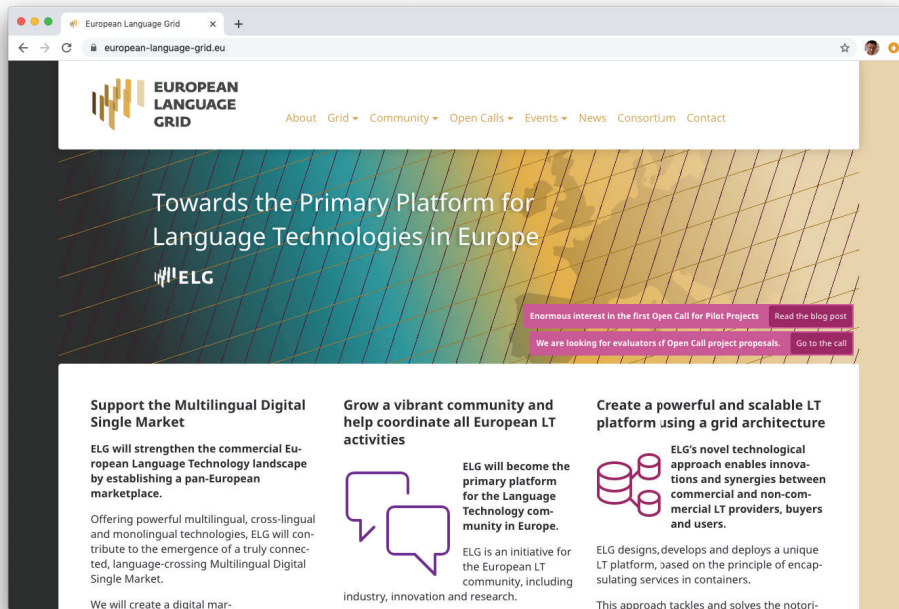 European Language Grid
european-language-grid.eu
EUROPEAN
LANGUAGE
GRID
About Grid Community Open Calls Events News Consortium Contact
Towards the Primary Platform for
Language Technologies in Europe
ELG
Enormous interest in the first Open Call for Pilot Projects Read the blog post
We are looking for evaluators of Open Call project proposals. Go to the call
Support the Multilingual Digital
Single Market
ELG will strengthen the commercial Eu-
ropean Language Technology landscape
by establishing a pan-European
marketplace.
Offering powerful multilingual, cross-lingual
and monolingual technologies, ELG will con-
tribute to the emergence of a truly connec-
ted, language-crossing Multilingual Digital
Single Market.
We will create a digital mar-
Grow a vibrant community and
help coordinate all European LT
activities
ELG will become the
primary platform
for the Language
Technology com-
munity in Europe.
ELG is an initiative for
the European LT
community, including
industry, innovation and research.
Create a powerful and scalable LT
platform using a grid architecture
ELG's novel technological
approach enables innova-
tions and synergies between
commercial and non-com-
mercial LT providers, buyers
and users.
ELG designs, develops and deploys a unique
LT platform, based on the principle of encap-
sulating services in containers.
This approach tackles and solves the notori-